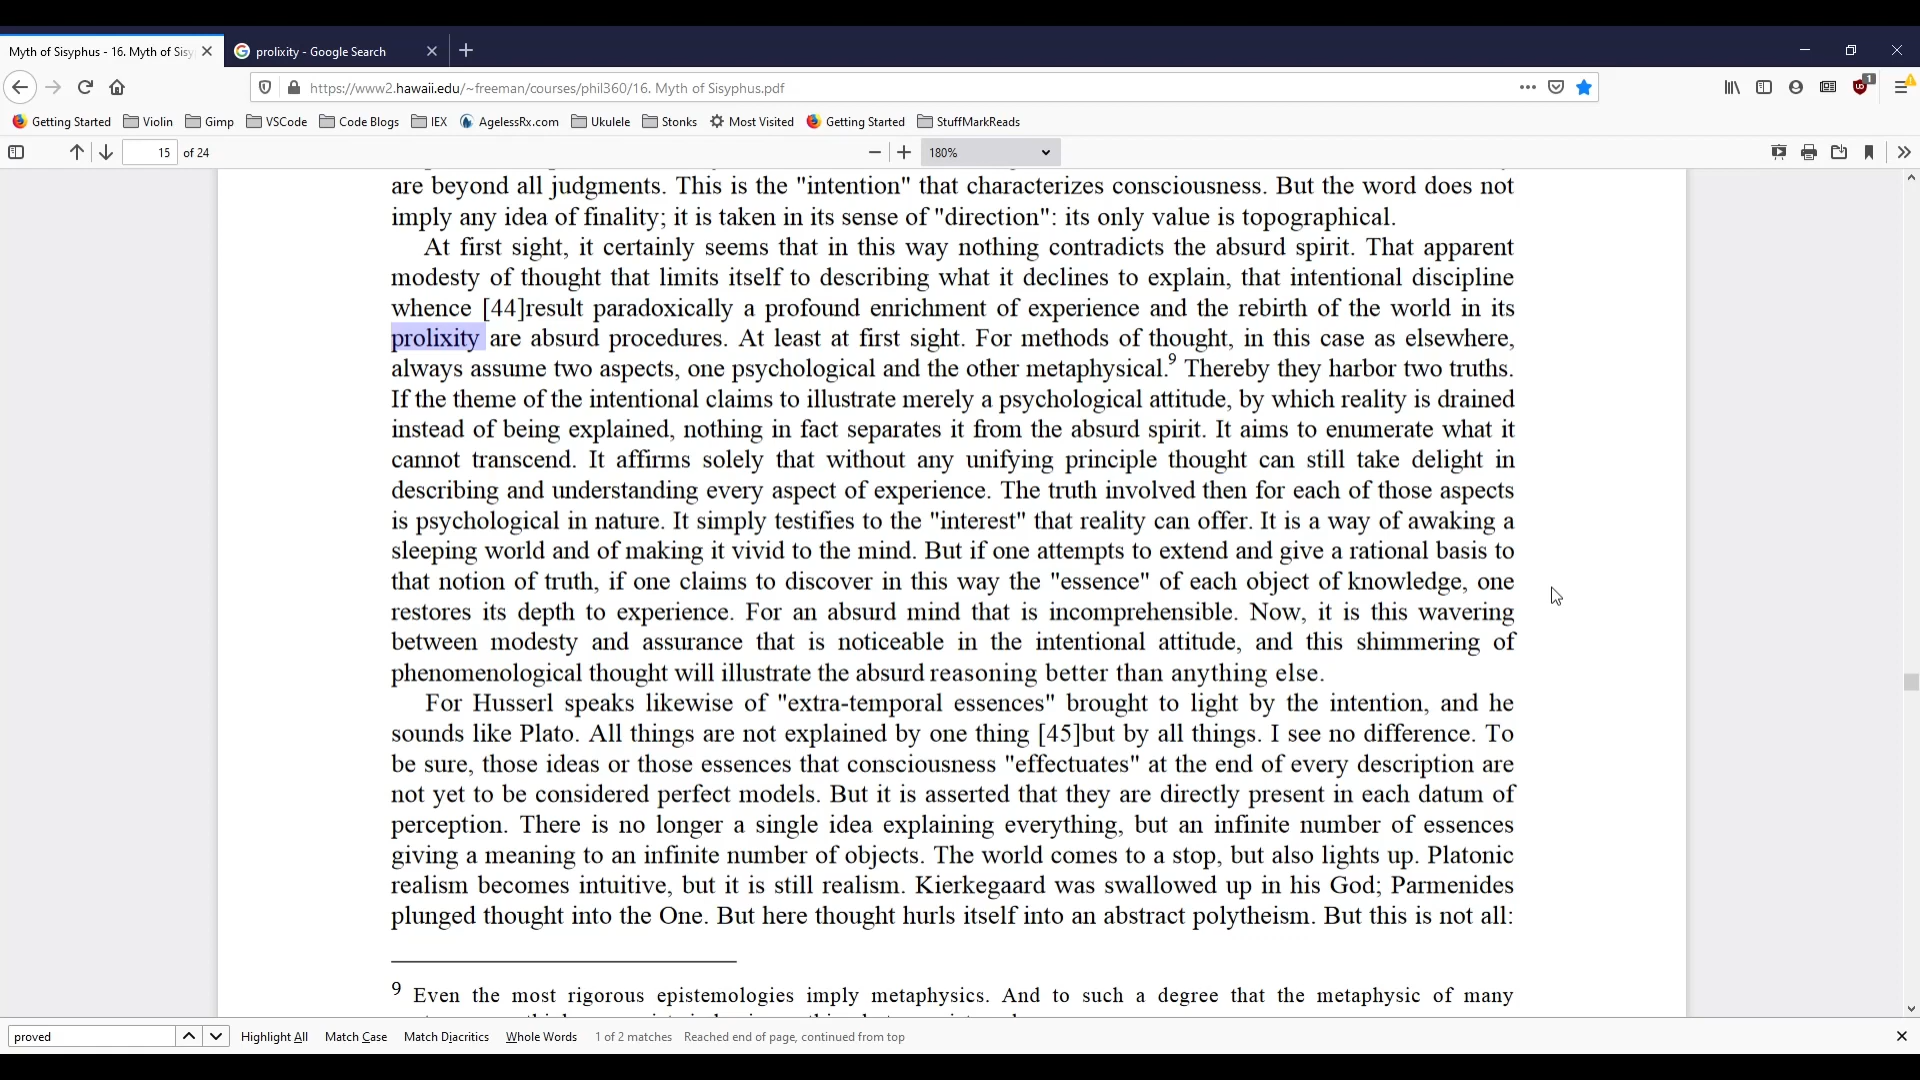 Myth of Sisyphus - 16. Myth of Sisy
prolixity - Google Search
https://www2.hawaii.edu/~freeman/courses/phil360/16. Myth of Sisyphus.pdf
1
Getting Started Violin Gimp VSCode Code Blogs IEX AgelessRx.com Ukulele Stonks Most Visited Getting Started StuffMarkReads
15 of 24 180%
are beyond all judgments. This is the "intention" that characterizes consciousness. But the word does not
imply any idea of finality; it is taken in its sense of "direction": its only value is topographical.
At first sight, it certainly seems that in this way nothing contradicts the absurd spirit. That apparent
modesty of thought that limits itself to describing what it declines to explain, that intentional discipline
whence [44]result paradoxically a profound enrichment of experience and the rebirth of the world in its
prolixity are absurd procedures. At least at first sight. For methods of thought, in this case as elsewhere,
always assume two aspects, one psychological and the other metaphysical.9 Thereby they harbor two truths.
If the theme of the intentional claims to illustrate merely a psychological attitude, by which reality is drained
instead of being explained, nothing in fact separates it from the absurd spirit. It aims to enumerate what it
cannot transcend. It affirms solely that without any unifying principle thought can still take delight in
describing and understanding every aspect of experience. The truth involved then for each of those aspects
is psychological in nature. It simply testifies to the "interest" that reality can offer. It is a way of awaking a
sleeping world and of making it vivid to the mind. But if one attempts to extend and give a rational basis to
that notion of truth, if one claims to discover in this way the "essence" of each object of knowledge, one
restores its depth to experience. For an absurd mind that is incomprehensible. Now, it is this wavering
between modesty and assurance that is noticeable in the intentional attitude, and this shimmering of
phenomenological thought will illustrate the absurd reasoning better than anything else.
For Husserl speaks likewise of "extra-temporal essences" brought to light by the intention, and he
sounds like Plato. All things are not explained by one thing [45]but by all things. I see no difference. To
be sure, those ideas or those essences that consciousness "effectuates" at the end of every description are
not yet to be considered perfect models. But it is asserted that they are directly present in each datum of
perception. There is no longer a single idea explaining everything, but an infinite number of essences
giving a meaning to an infinite number of objects. The world comes to a stop, but also lights up. Platonic
realism becomes intuitive, but it is still realism. Kierkegaard was swallowed up in his God; Parmenides
plunged thought into the One. But here thought hurls itself into an abstract polytheism. But this is not all:
9 Even the most rigorous epistemologies imply metaphysics. And to such a degree that the metaphysic of many
proved Highlight All Match Case Match Diacritics Whole Words 1 of 2 matches Reached end of page, continued from top